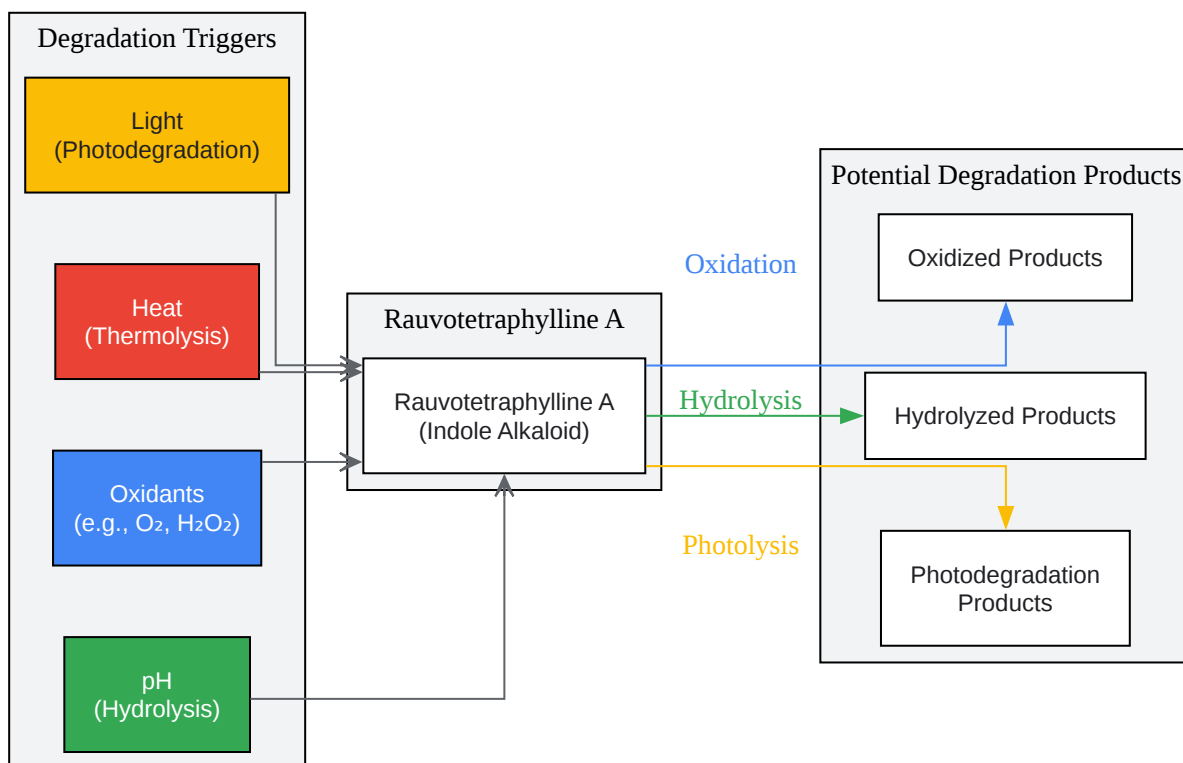 Degradation Triggers
Light
(Photodegradation)
Heat
(Thermolysis)
Oxidants
(e.g., O₂, H₂O₂)
pH
(Hydrolysis)
Rauvotetraphylline A
Rauvotetraphylline A
(Indole Alkaloid)
Oxidation
Hydrolysis
Photolysis
Potential Degradation Products
Oxidized Products
Hydrolyzed Products
Photodegradation
Products